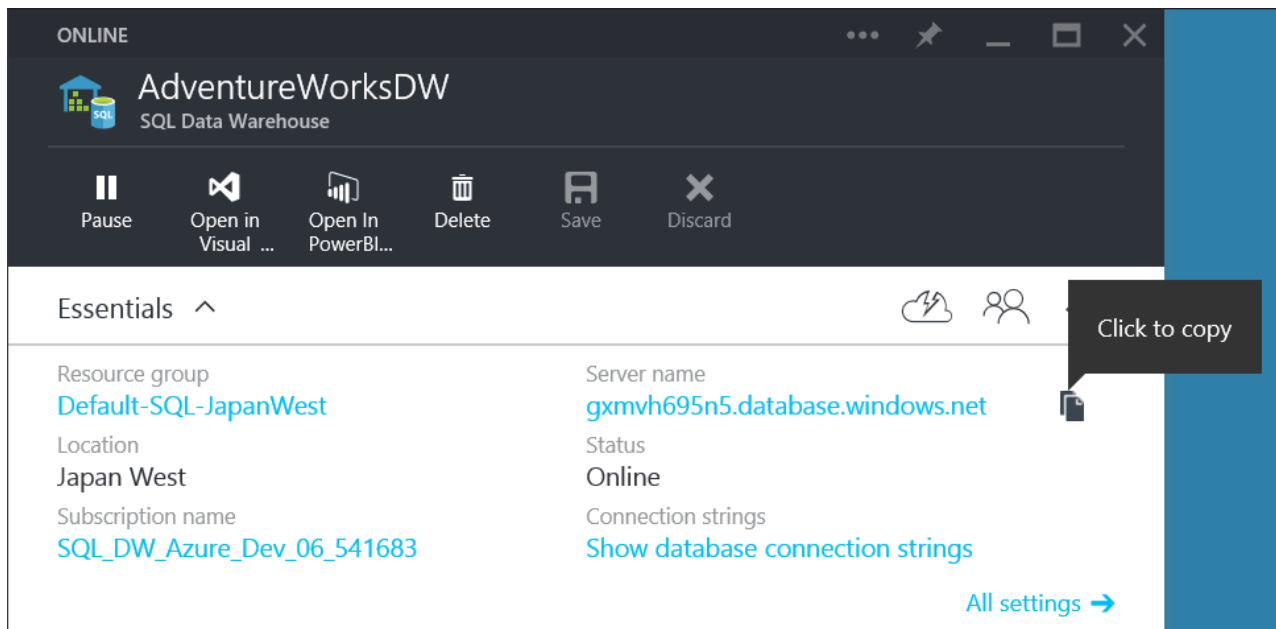 ONLINE
AdventureWorksDW
SQL
SQL Data Warehouse
Pause
Open in
Visual ...
Open In
PowerBI...
Delete
Save
Discard
Essentials
Click to copy
Resource group
Default-SQL-JapanWest
Server name
gxmvh695n5.database.windows.net
Location
Japan West
Status
Online
Subscription name
SQL_DW_Azure_Dev_06_541683
Connection strings
Show database connection strings
All settings